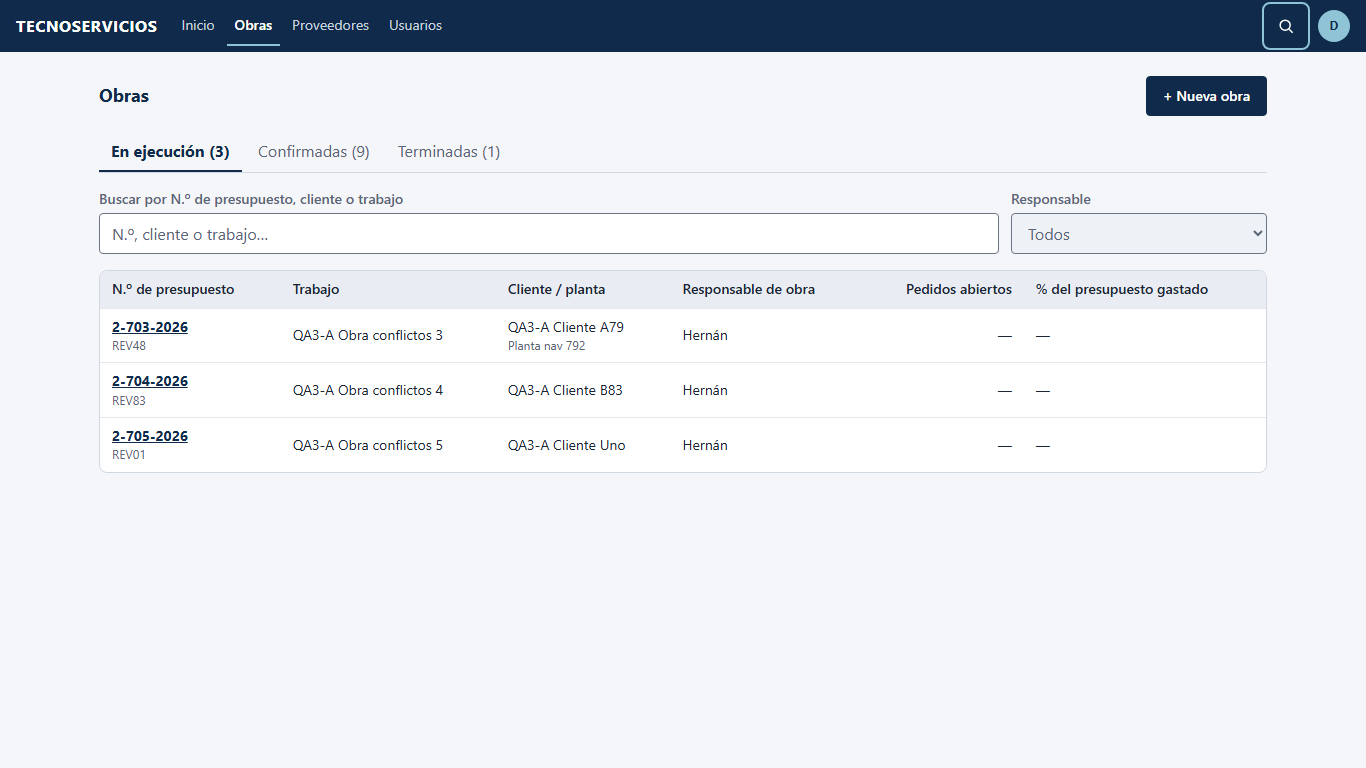 TECNOSERVICIOS Inicio Obras Proveedores Usuarios D
Obras + Nueva obra
En ejecución (3) Confirmadas (9) Terminadas (1)
Buscar por N.º de presupuesto, cliente o trabajo Responsable
N.º, cliente o trabajo... Todos
N.º de presupuesto Trabajo Cliente / planta Responsable de obra Pedidos abiertos % del presupuesto gastado
2-703-2026 QA3-A Obra conflictos 3 QA3-A Cliente A79 Hernán — —
REV48 Planta nav 792
2-704-2026 QA3-A Obra conflictos 4 QA3-A Cliente B83 Hernán — —
REV83
2-705-2026 QA3-A Obra conflictos 5 QA3-A Cliente Uno Hernán — —
REV01